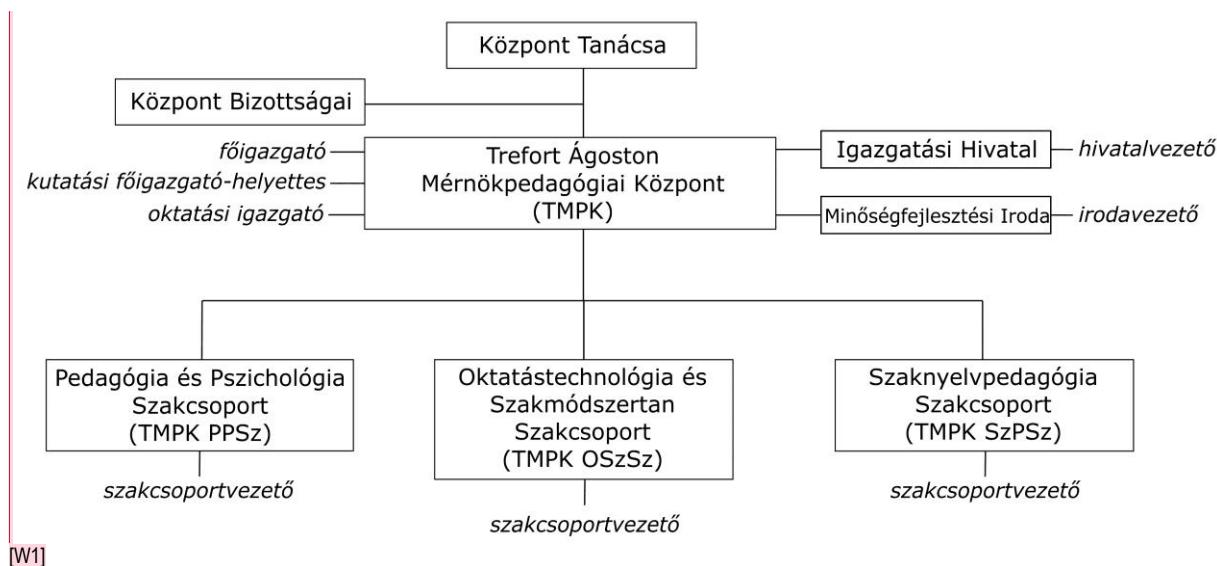 Központ Tanácsa
Központ Bizottságai
főigazgató
kutatási főigazgató-helyettes
oktatási igazgató
Trefort Ágoston
Mérnökpedagógiai Központ
(TMPK)
Igazgatási Hivatal
hivatalvezető
Minőségfejlesztési Iroda
irodavezető
Pedagógia és Pszichológia
Szakcsoport
(TMPK PPSz)
szakcsoportvezető
Oktatástechnológia és
Szakmódszertan
Szakcsoport
(TMPK OSzSz)
szakcsoportvezető
Szaknyelvpedagógia
Szakcsoport
(TMPK SzPSz)
szakcsoportvezető
[W1]